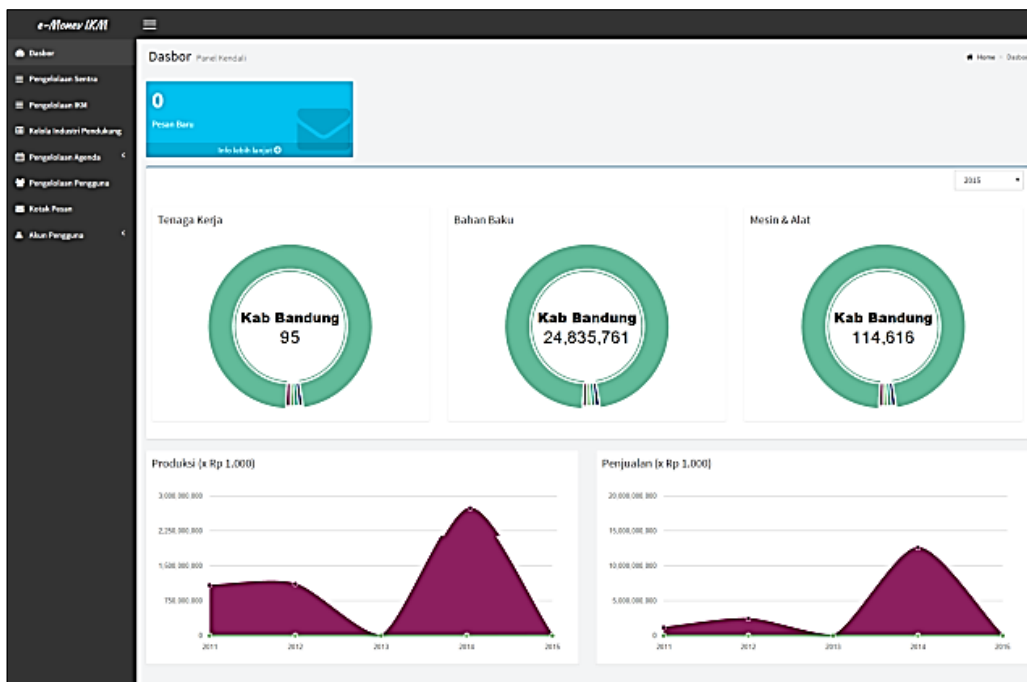 e-Monev IKM
Dasbor
Pengelolaan Sentra
Pengelolaan IKM
Kelola Industri Pendukung
Pengelolaan Agenda
Pengelolaan Pengguna
Kotak Pesan
Akun Pengguna
Dasbor Panel Kendali
Home > Dasbor
0
Pesan Baru
Info lebih lanjut
2015
Tenaga Kerja
Kab Bandung
95
Bahan Baku
Kab Bandung
24,835,761
Mesin & Alat
Kab Bandung
114,616
Produksi (x Rp 1.000)
3,000,000,000
2,250,000,000
1,500,000,000
750,000,000
0
2011 2012 2013 2014 2015
Penjualan (x Rp 1.000)
20,000,000,000
15,000,000,000
10,000,000,000
5,000,000,000
0
2011 2012 2013 2014 2015